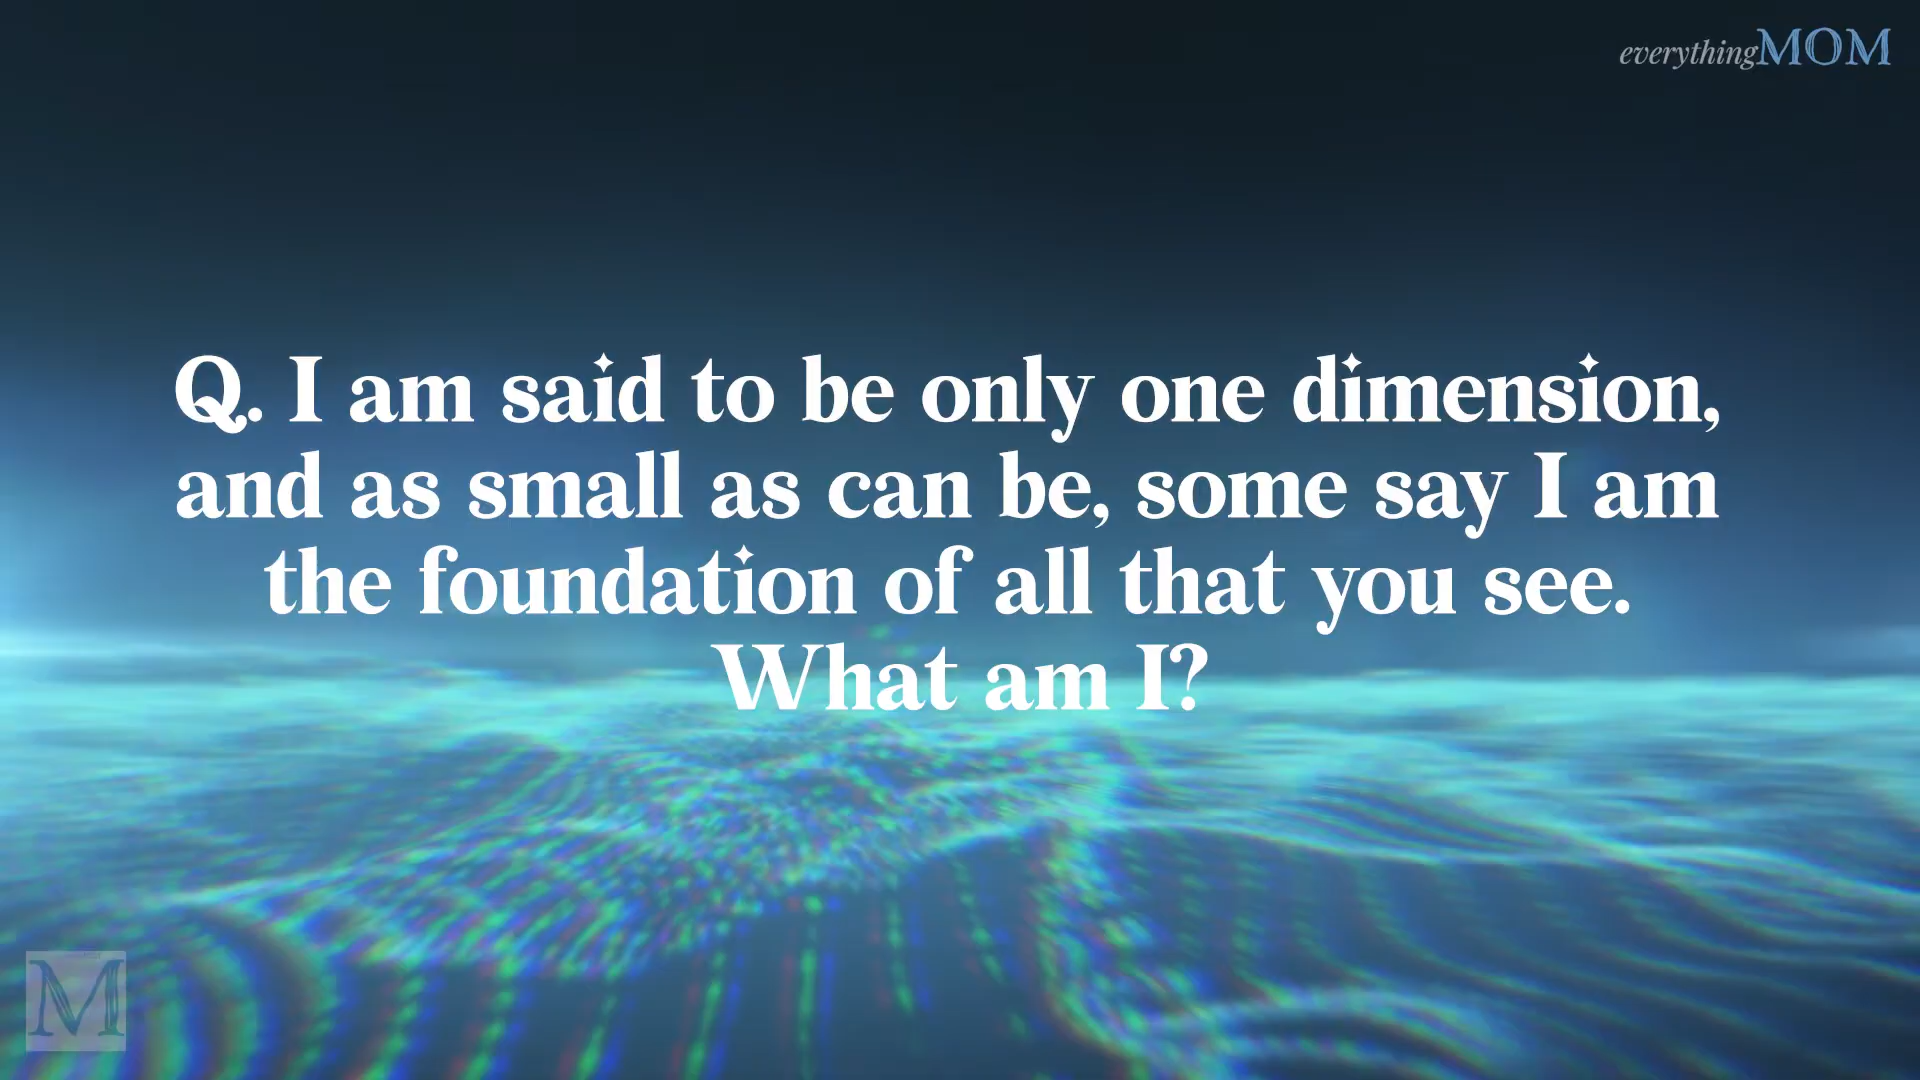 everythingMOM
Q. I am said to be only one dimension,
and as small as can be, some say I am
the foundation of all that you see.
What am I?
M